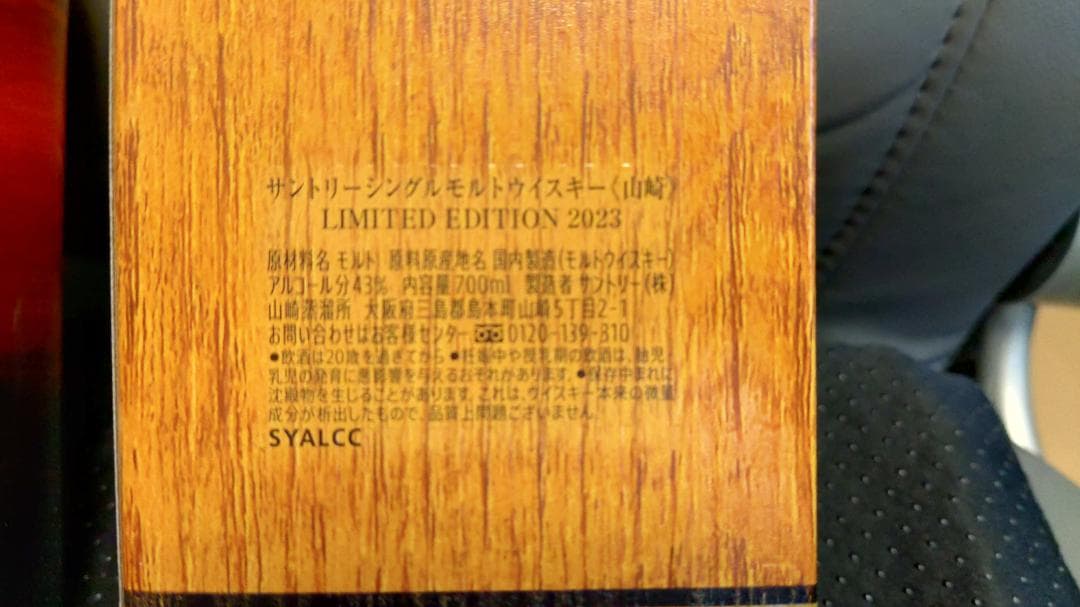 サントリーシングルモルトウイスキー《山崎》
LIMITED EDITION 2023
原材料名 モルト 原料原産地名 国内製造(モルトウイスキー)
アルコール分43% 内容量700ml 製造者 サントリー(株)
山崎蒸溜所 大阪府三島郡島本町山崎5丁目2-1
お問い合わせはお客様センター 0120-139-310
●飲酒は20歳を過ぎてから ●妊娠中や授乳期の飲酒は、胎児・
乳児の発育に悪影響を与えるおそれがあります。●保存中まれに
沈殿物を生じることがあります。これは、ウイスキー本来の微量
成分が析出したもので、品質上問題ございません。
SYALCC